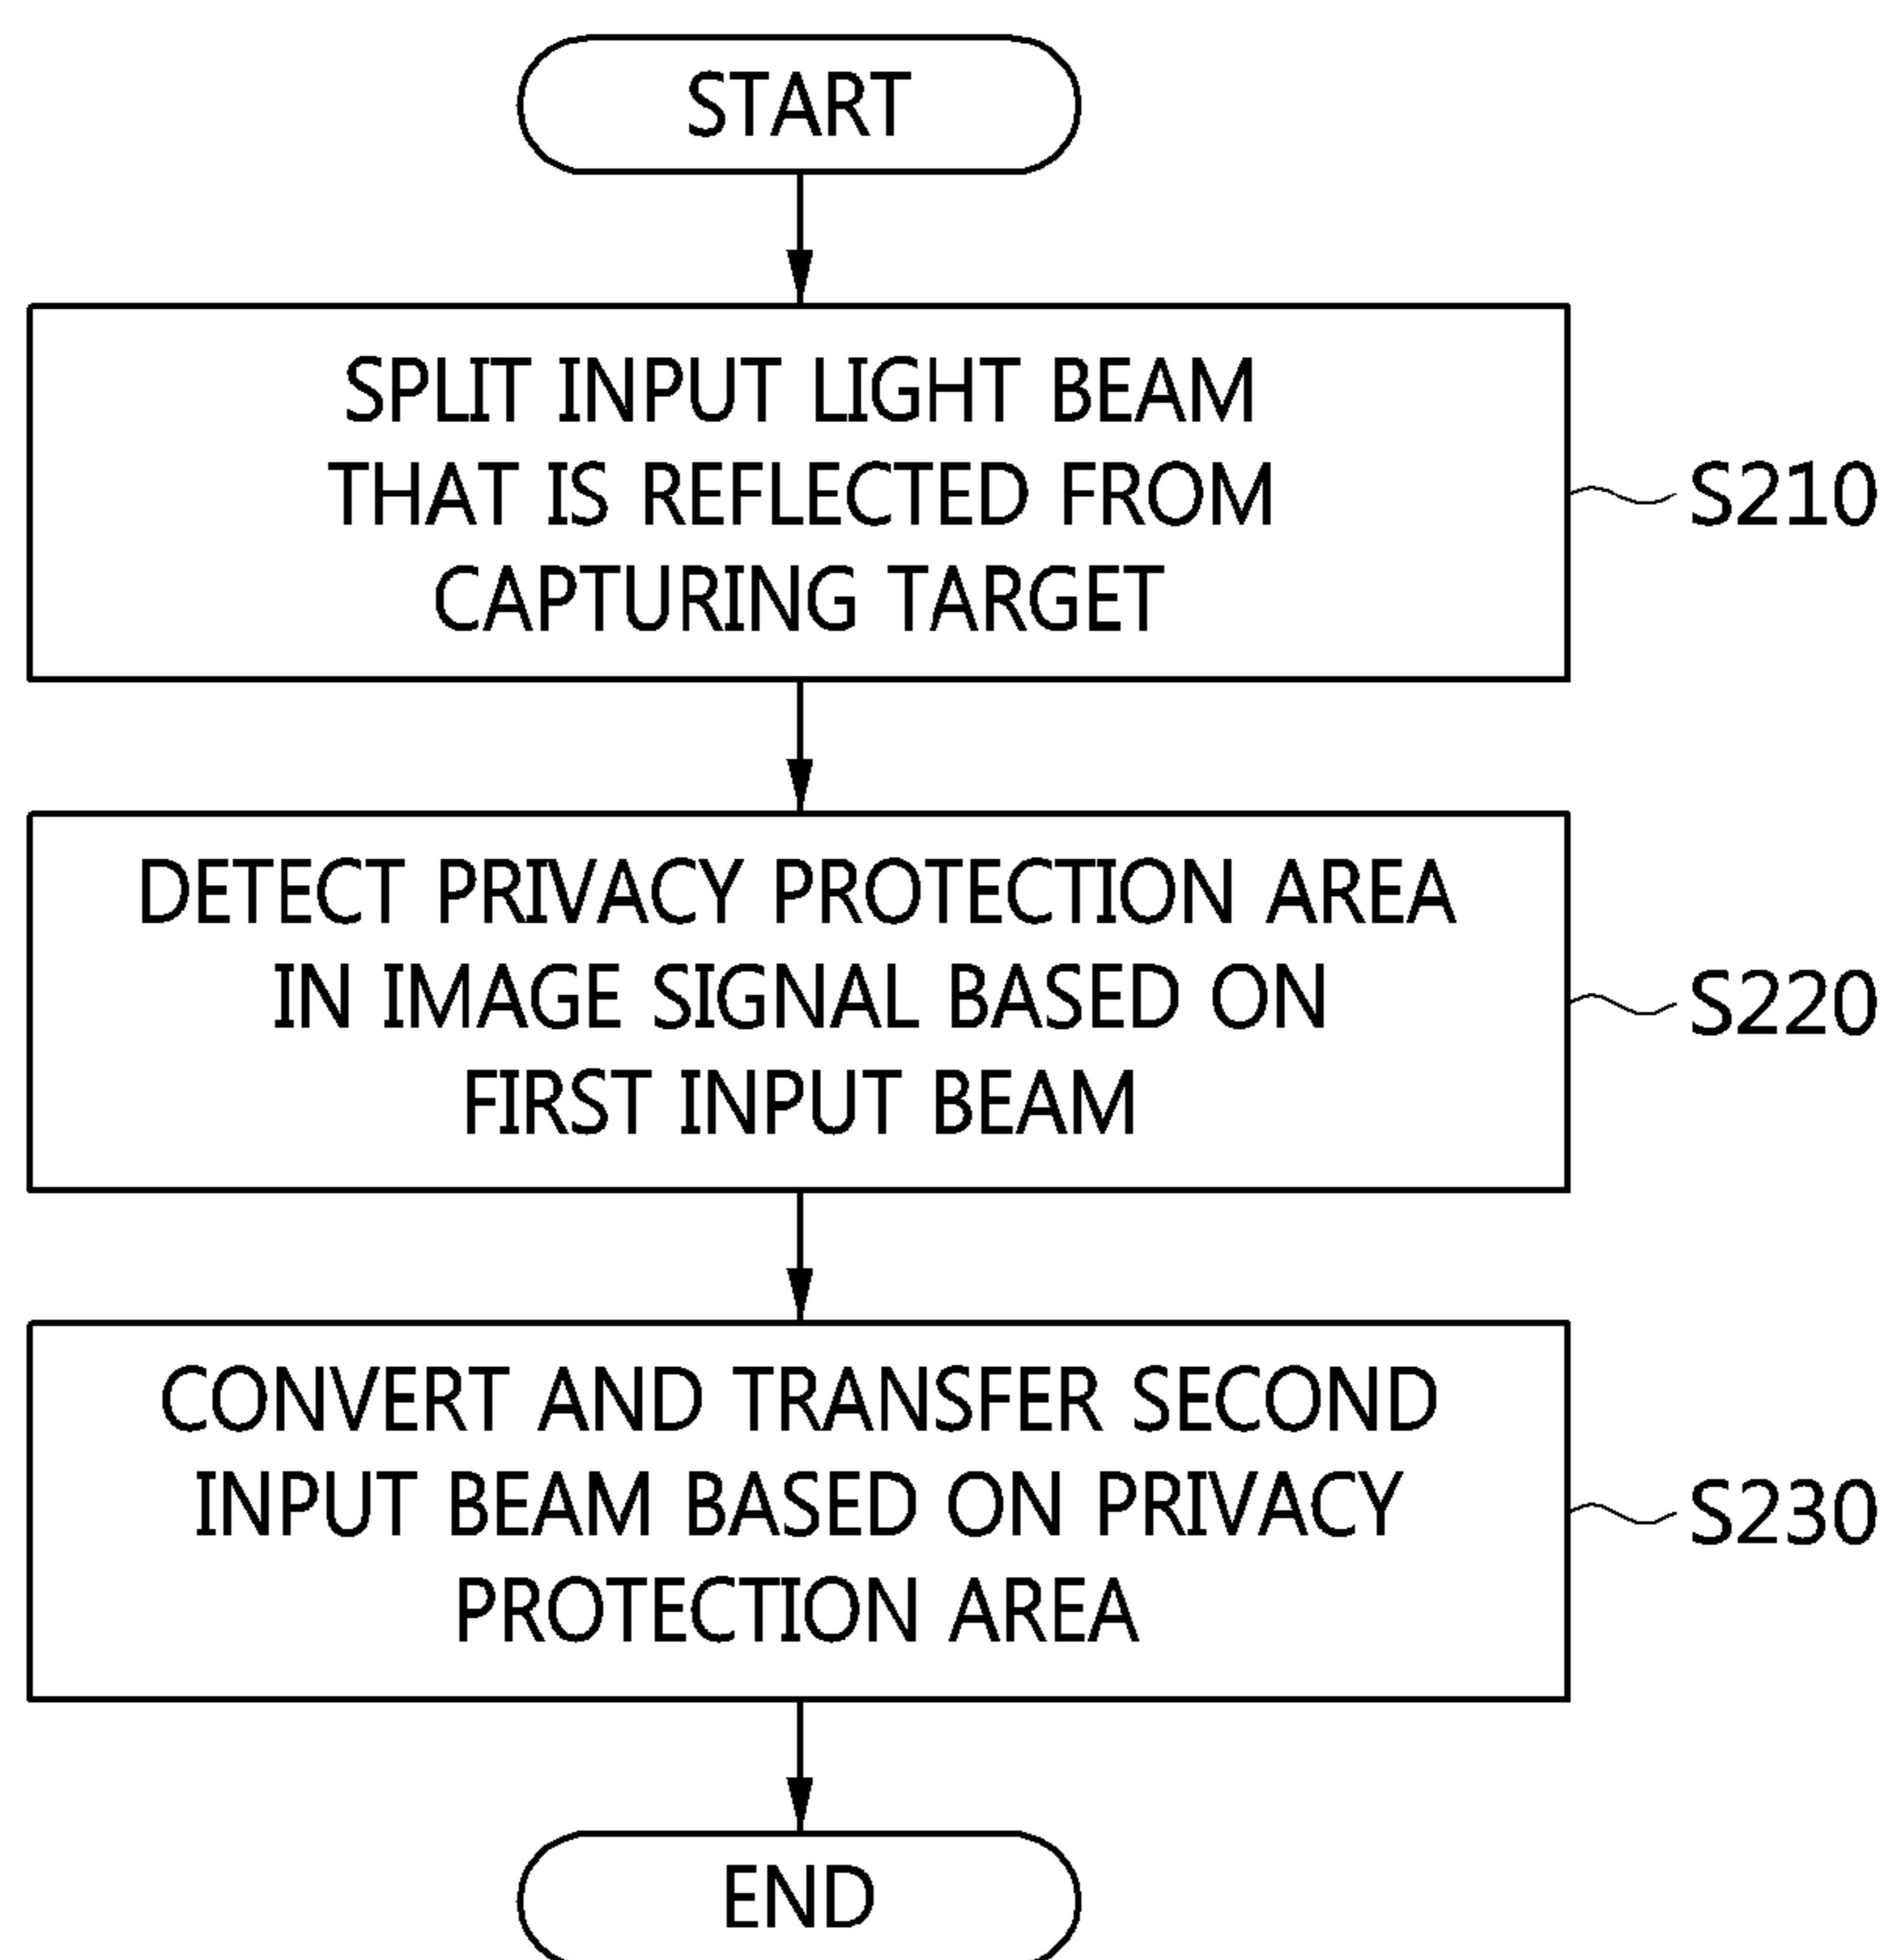 START
SPLIT INPUT LIGHT BEAM
THAT IS REFLECTED FROM
CAPTURING TARGET
S210
DETECT PRIVACY PROTECTION AREA
IN IMAGE SIGNAL BASED ON
FIRST INPUT BEAM
S220
CONVERT AND TRANSFER SECOND
INPUT BEAM BASED ON PRIVACY
PROTECTION AREA
S230
END